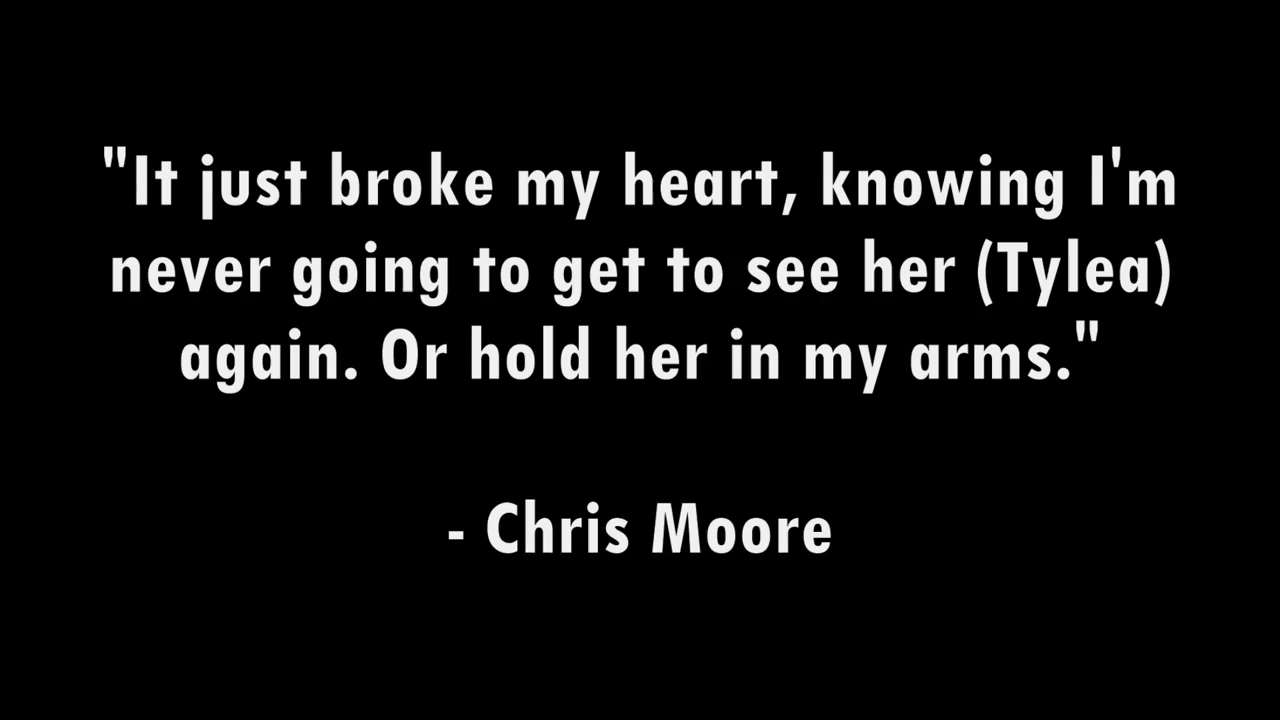 "It just broke my heart, knowing I'm
never going to get to see her (Tylea)
again. Or hold her in my arms."
- Chris Moore